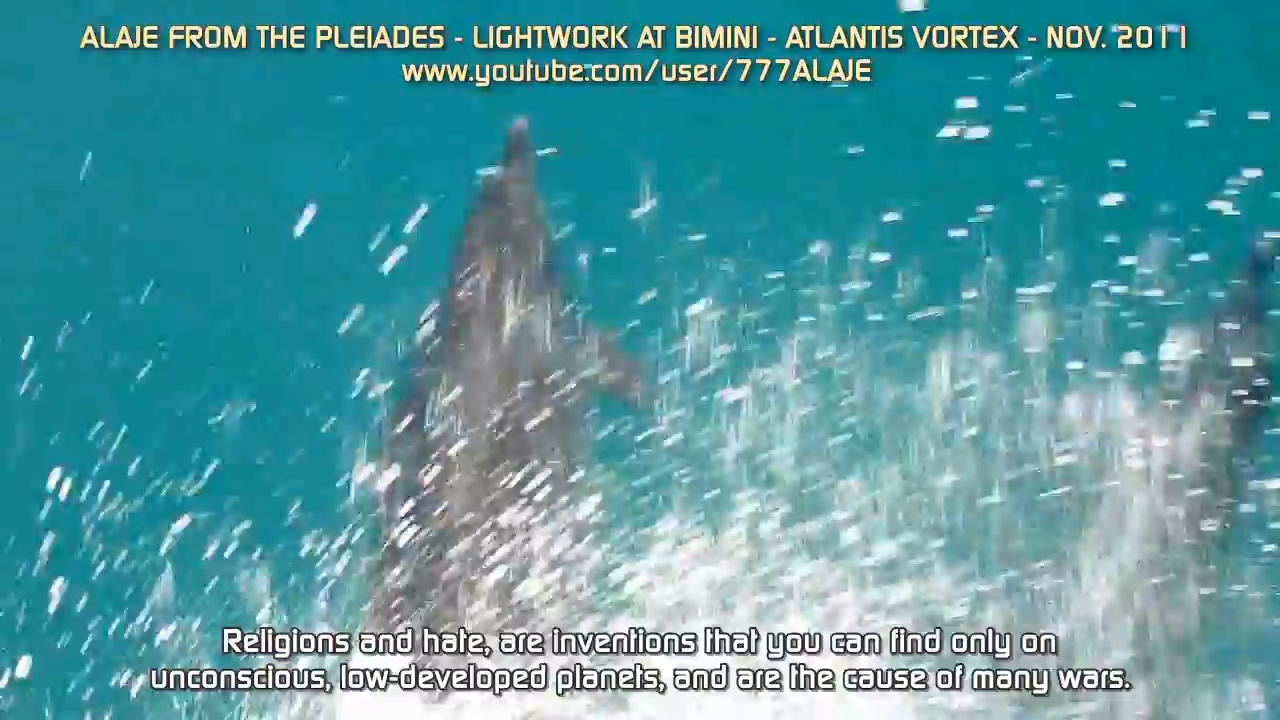 ALAJE FROM THE PLEIADES - LIGHTWORK AT BIMINI - ATLANTIS VORTEX - NOV. 2011
www.youtube.com/user/777ALAJE
Religions and hate, are inventions that you can find only on
unconscious, low-developed planets, and are the cause of many wars.